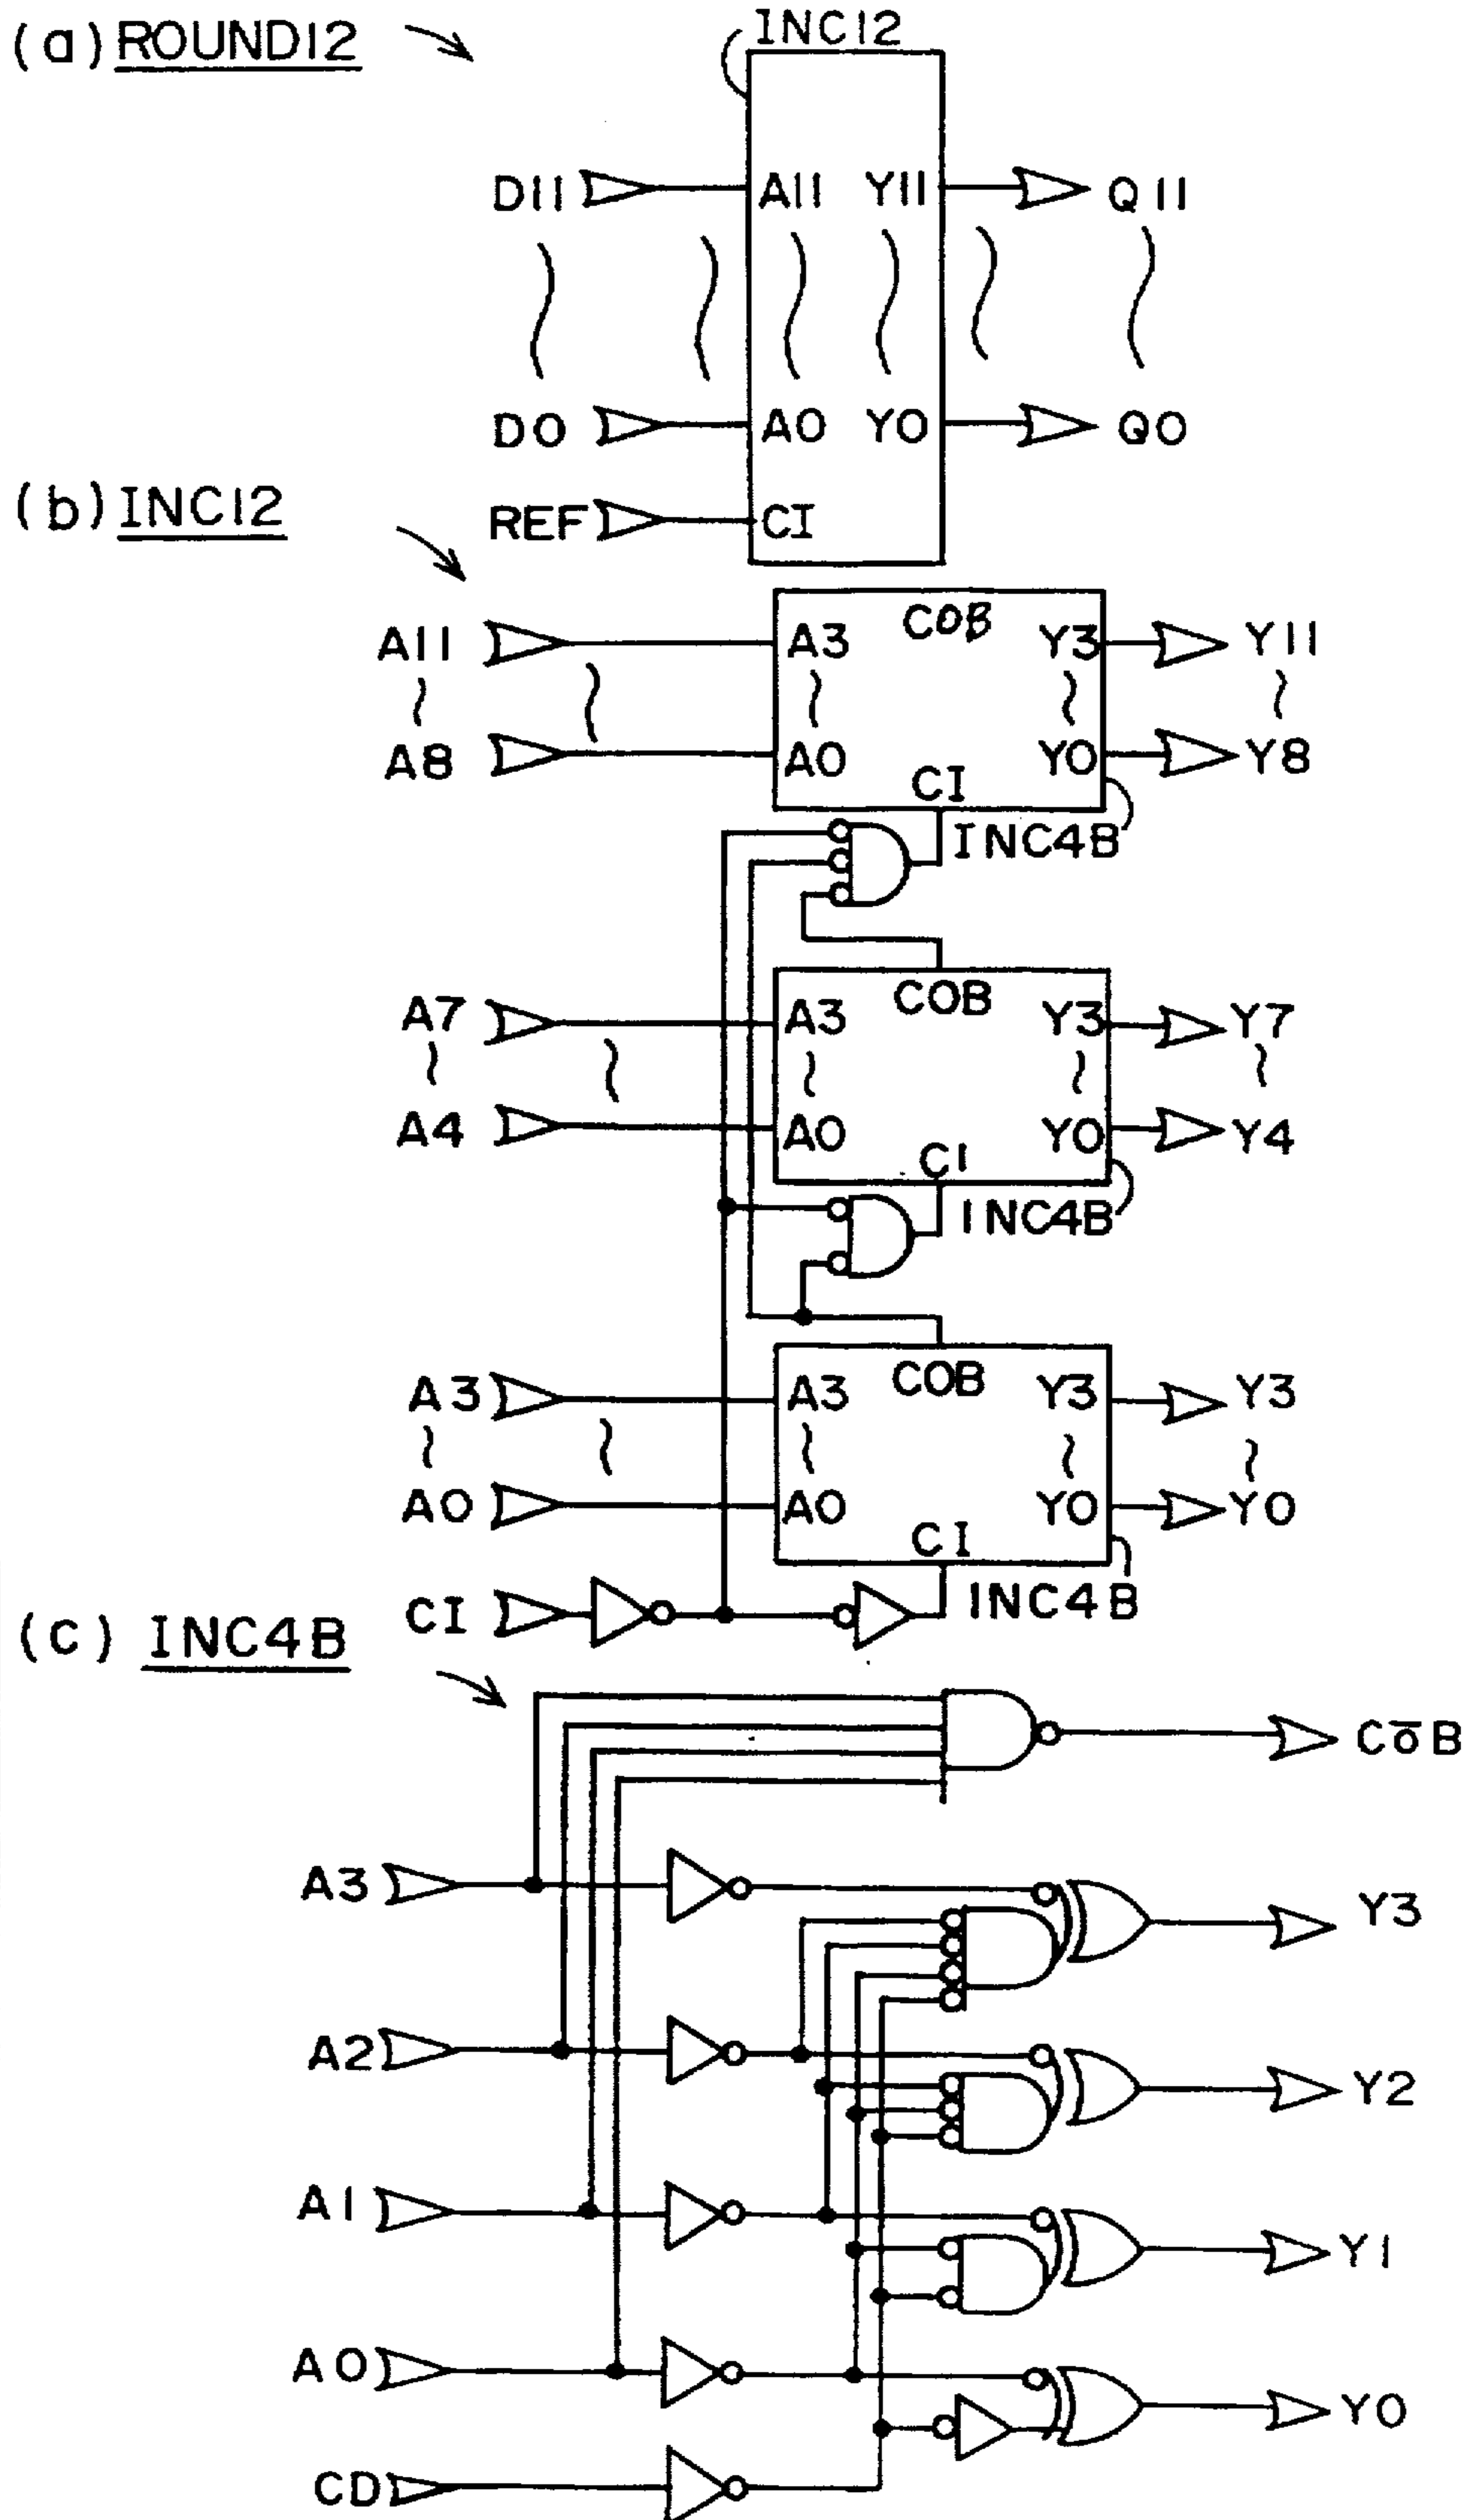 (a) ROUND12
INC12
D11 A11 Y11 Q11
D0 A0 Y0 Q0
REF CI
(b) INC12
A11 A3 COB Y3 Y11
A8 A0 CI Y0 Y8
INC4B
A7 A3 COB Y3 Y7
A4 A0 CI Y0 Y4
INC4B
A3 A3 COB Y3 Y3
A0 A0 CI Y0 Y0
CI INC4B
(c) INC4B
CōB
A3 Y3
A2 Y2
A1 Y1
A0 Y0
CD